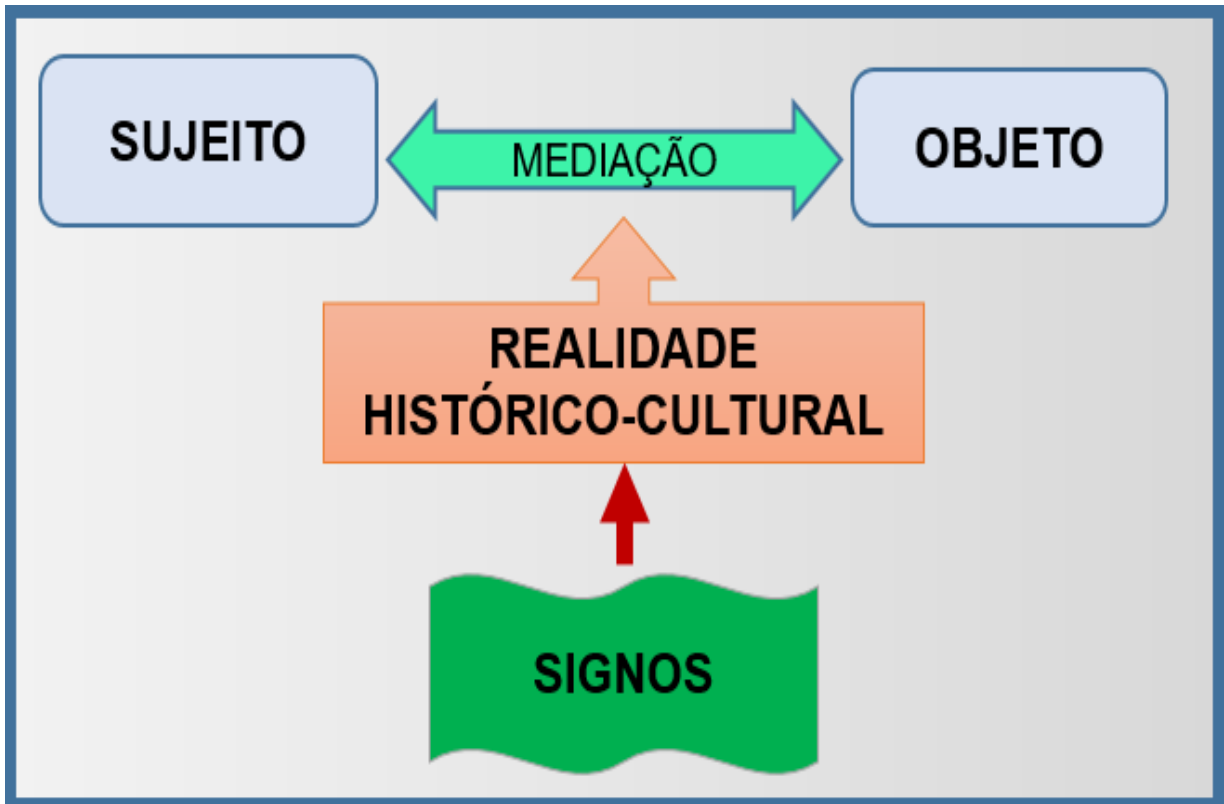 SUJEITO
MEDIAÇÃO
OBJETO
REALIDADE
HISTÓRICO-CULTURAL
SIGNOS